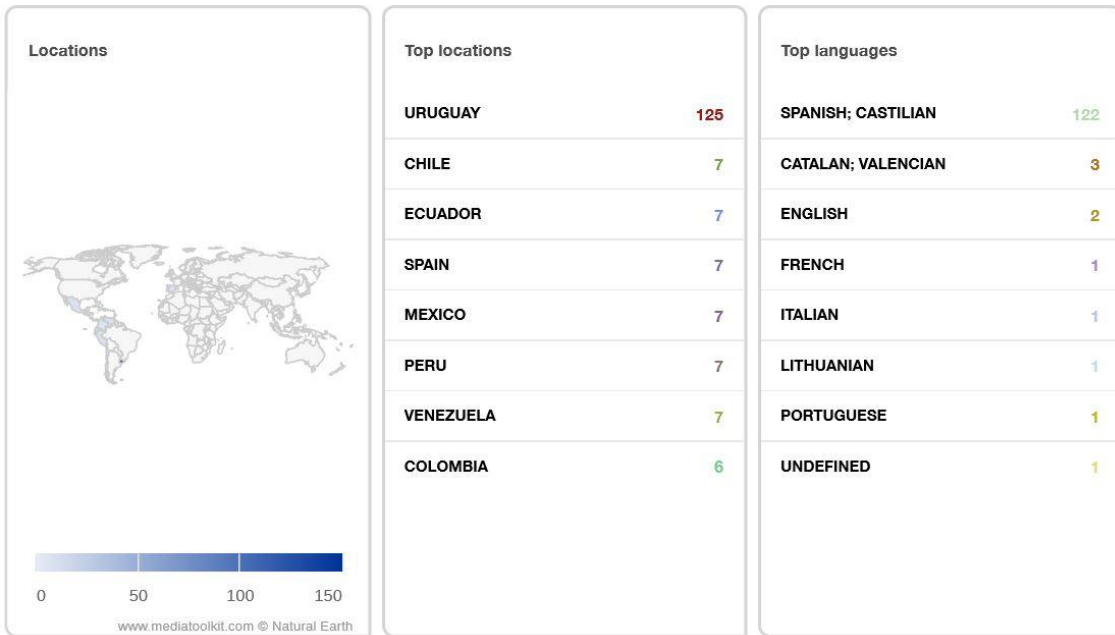 Locations
0 50 100 150
www.mediatoolkit.com © Natural Earth
Top locations
URUGUAY 125
CHILE 7
ECUADOR 7
SPAIN 7
MEXICO 7
PERU 7
VENEZUELA 7
COLOMBIA 6
Top languages
SPANISH; CASTILIAN 122
CATALAN; VALENCIAN 3
ENGLISH 2
FRENCH 1
ITALIAN 1
LITHUANIAN 1
PORTUGUESE 1
UNDEFINED 1